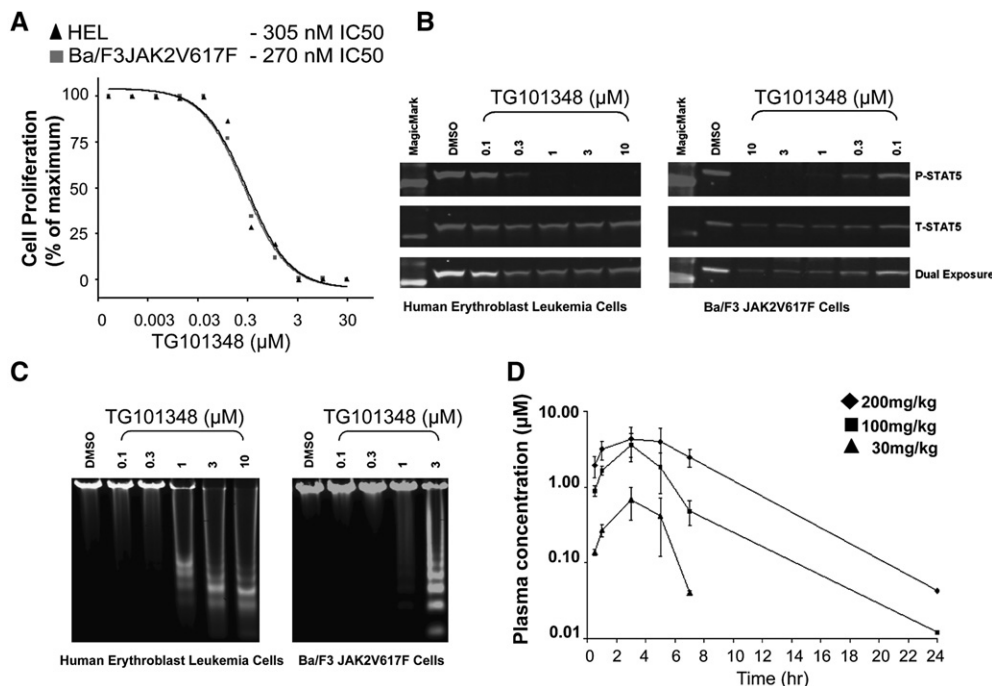 A
▲ HEL - 305 nM IC50
■ Ba/F3JAK2V617F - 270 nM IC50
Cell Proliferation
(% of maximum)
100
75
50
25
0
0 0.003 0.03 0.3 3 30
TG101348 (µM)
B
TG101348 (µM)
MagicMark DMSO 0.1 0.3 1 3 10
TG101348 (µM)
MagicMark DMSO 10 3 1 0.3 0.1
P-STAT5
T-STAT5
Dual Exposure
Human Erythroblast Leukemia Cells
Ba/F3 JAK2V617F Cells
C
TG101348 (µM)
DMSO 0.1 0.3 1 3 10
TG101348 (µM)
DMSO 0.1 0.3 1 3
Human Erythroblast Leukemia Cells
Ba/F3 JAK2V617F Cells
D
◆ 200mg/kg
■ 100mg/kg
▲ 30mg/kg
Plasma concentration (µM)
10.00
1.00
0.10
0.01
0 2 4 6 8 10 12 14 16 18 20 22 24
Time (hr)